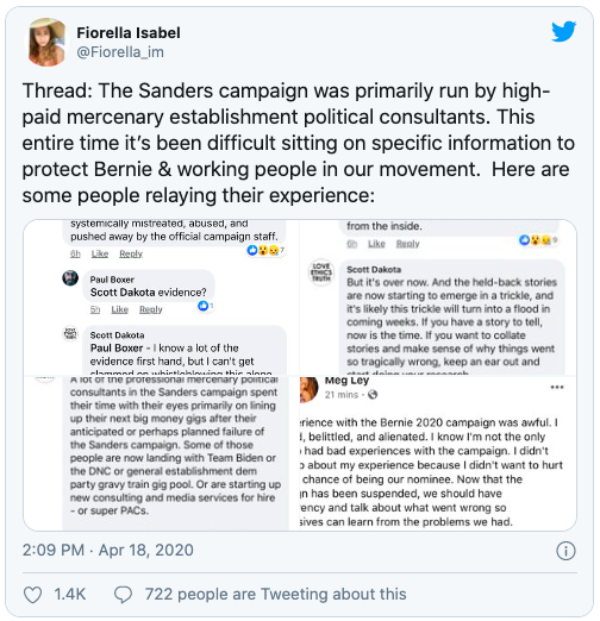 Fiorella Isabel
@Fiorella_im
Thread: The Sanders campaign was primarily run by high-
paid mercenary establishment political consultants. This
entire time it's been difficult sitting on specific information to
protect Bernie & working people in our movement.  Here are
some people relaying their experience:
systemically mistreated, abused, and
pushed away by the official campaign staff.
6h Like Reply 7
Paul Boxer
Scott Dakota evidence?
5h Like Reply 1
Scott Dakota
Paul Boxer - I know a lot of the
evidence first hand, but I can't get
slammed on whistleblowing this alone
from the inside.
6h Like Reply 9
LOVE
ETHICS
TRUTH
Scott Dakota
But it's over now. And the held-back stories
are now starting to emerge in a trickle, and
it's likely this trickle will turn into a flood in
coming weeks. If you have a story to tell,
now is the time. If you want to collate
stories and make sense of why things went
so tragically wrong, keep an ear out and
start doing your research
A lot of the professional mercenary political
consultants in the Sanders campaign spent
their time with their eyes primarily on lining
up their next big money gigs after their
anticipated or perhaps planned failure of
the Sanders campaign. Some of those
people are now landing with Team Biden or
the DNC or general establishment dem
party gravy train gig pool. Or are starting up
new consulting and media services for hire
- or super PACs.
Meg Ley
21 mins ·
erience with the Bernie 2020 campaign was awful. I
d, belittled, and alienated. I know I'm not the only
had bad experiences with the campaign. I didn't
o about my experience because I didn't want to hurt
chance of being our nominee. Now that the
gn has been suspended, we should have
ency and talk about what went wrong so
sives can learn from the problems we had.
2:09 PM · Apr 18, 2020
1.4K 722 people are Tweeting about this